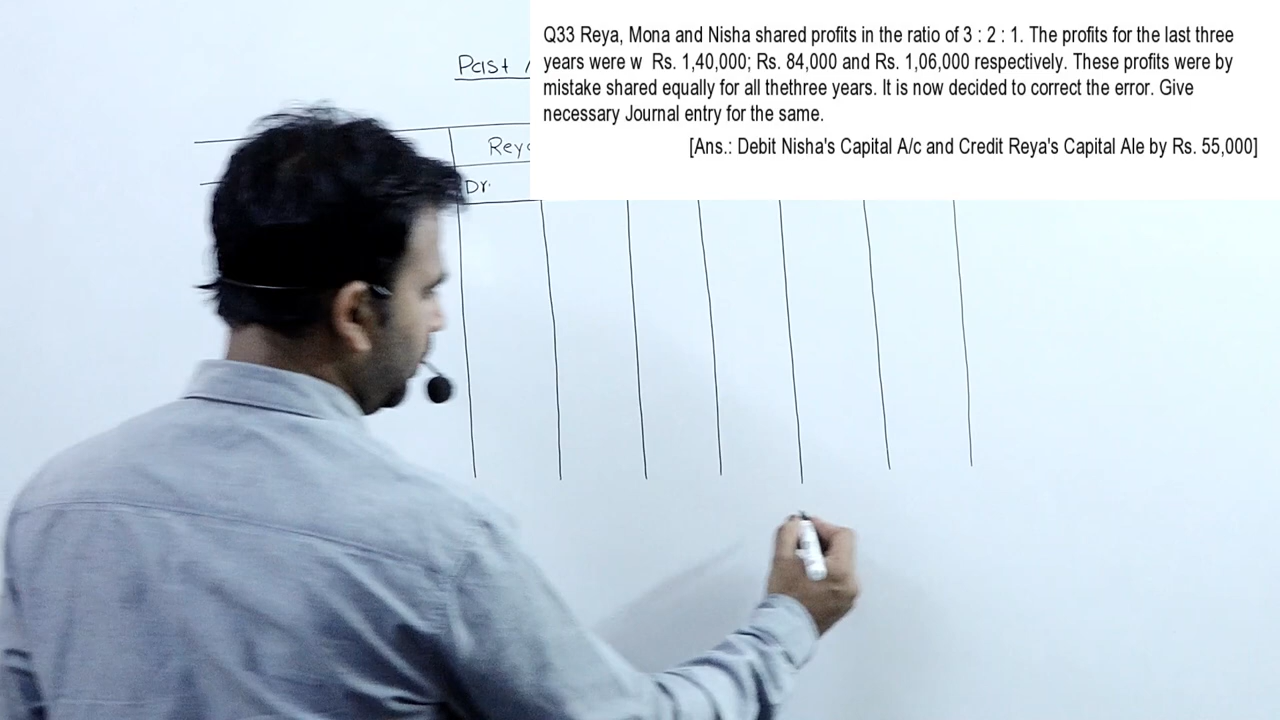 Q33 Reya, Mona and Nisha shared profits in the ratio of 3 : 2 : 1. The profits for the last three
years were w Rs. 1,40,000; Rs. 84,000 and Rs. 1,06,000 respectively. These profits were by
mistake shared equally for all thethree years. It is now decided to correct the error. Give
necessary Journal entry for the same.
[Ans.: Debit Nisha's Capital A/c and Credit Reya's Capital Ale by Rs. 55,000]
Past
Dr.